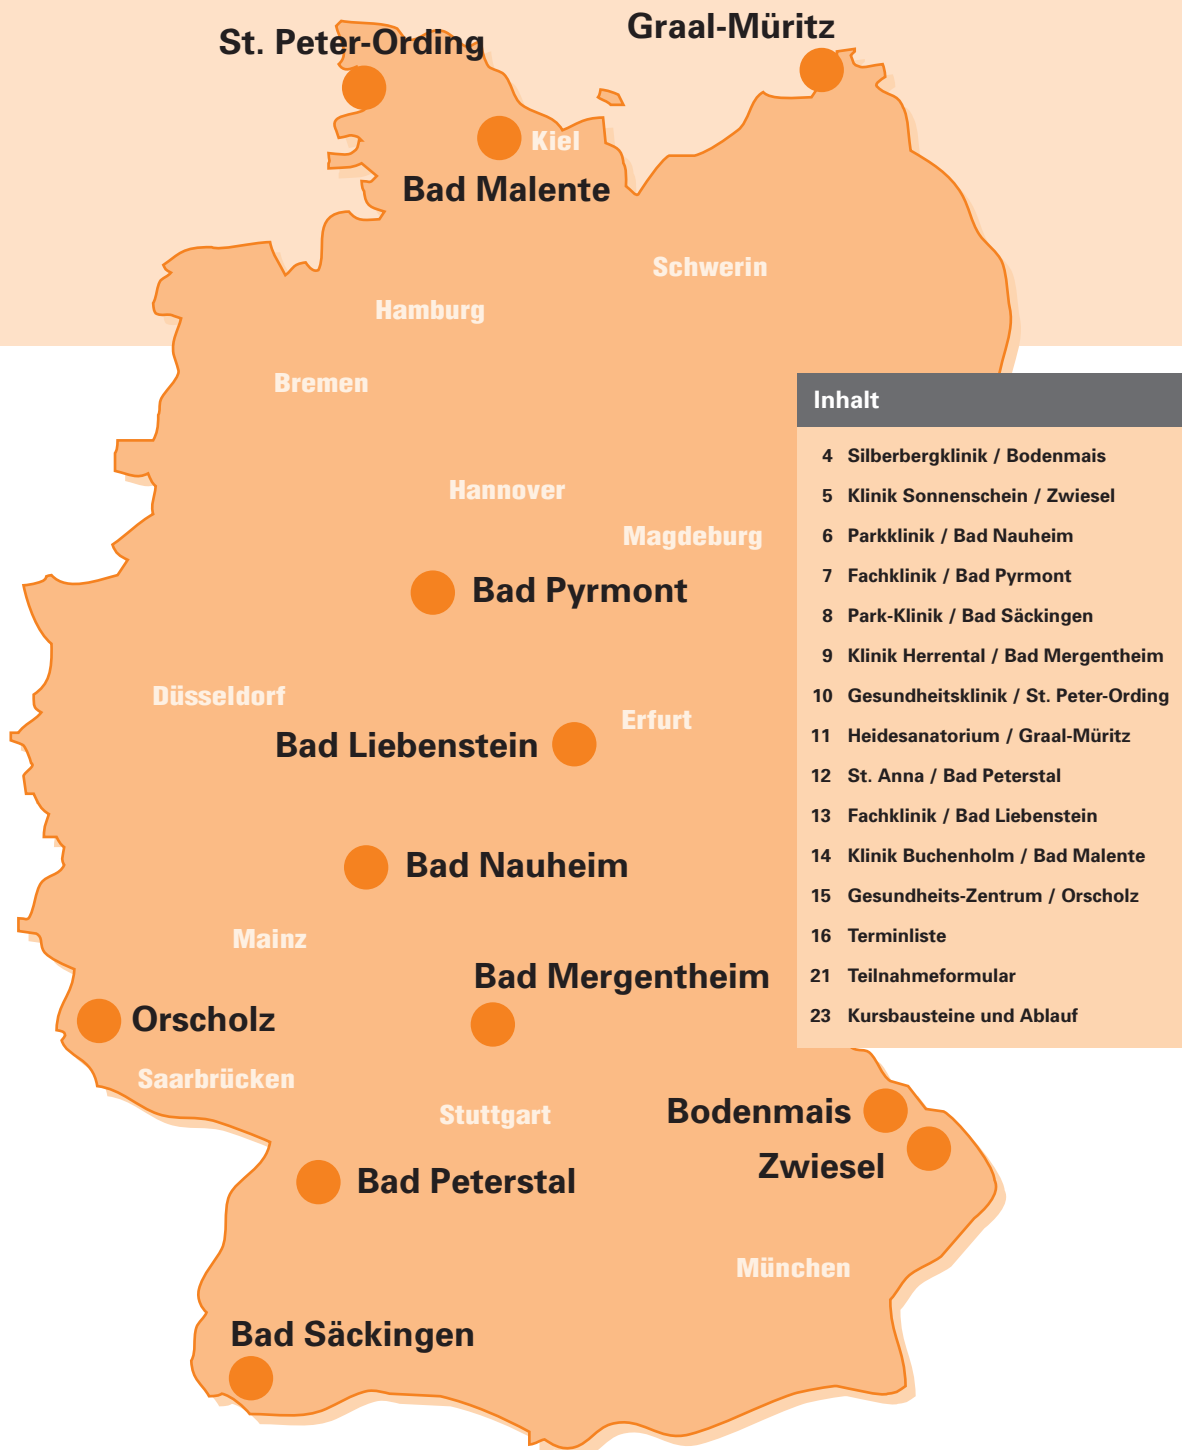 Graal-Müritz
St. Peter-Ording
Kiel
Bad Malente
Schwerin
Hamburg
Bremen
Hannover
Magdeburg
Bad Pyrmont
Düsseldorf
Erfurt
Bad Liebenstein
Bad Nauheim
Mainz
Bad Mergentheim
Orscholz
Saarbrücken
Stuttgart
Bodenmais
Zwiesel
Bad Peterstal
München
Bad Säckingen
Inhalt
4 Silberbergklinik / Bodenmais
5 Klinik Sonnenschein / Zwiesel
6 Parkklinik / Bad Nauheim
7 Fachklinik / Bad Pyrmont
8 Park-Klinik / Bad Säckingen
9 Klinik Herrental / Bad Mergentheim
10 Gesundheitsklinik / St. Peter-Ording
11 Heidesanatorium / Graal-Müritz
12 St. Anna / Bad Peterstal
13 Fachklinik / Bad Liebenstein
14 Klinik Buchenholm / Bad Malente
15 Gesundheits-Zentrum / Orscholz
16 Terminliste
21 Teilnahmeformular
23 Kursbausteine und Ablauf